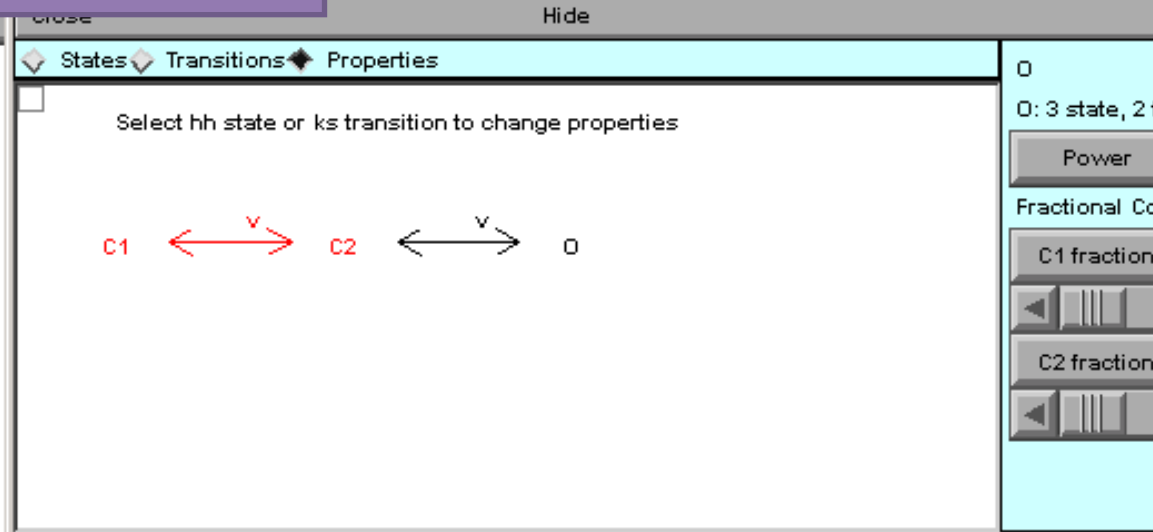 Close Hide
States Transitions Properties
Select hh state or ks transition to change properties
v v
C1 C2 O
O
O: 3 state, 2
Power
Fractional Co
C1 fraction
C2 fraction